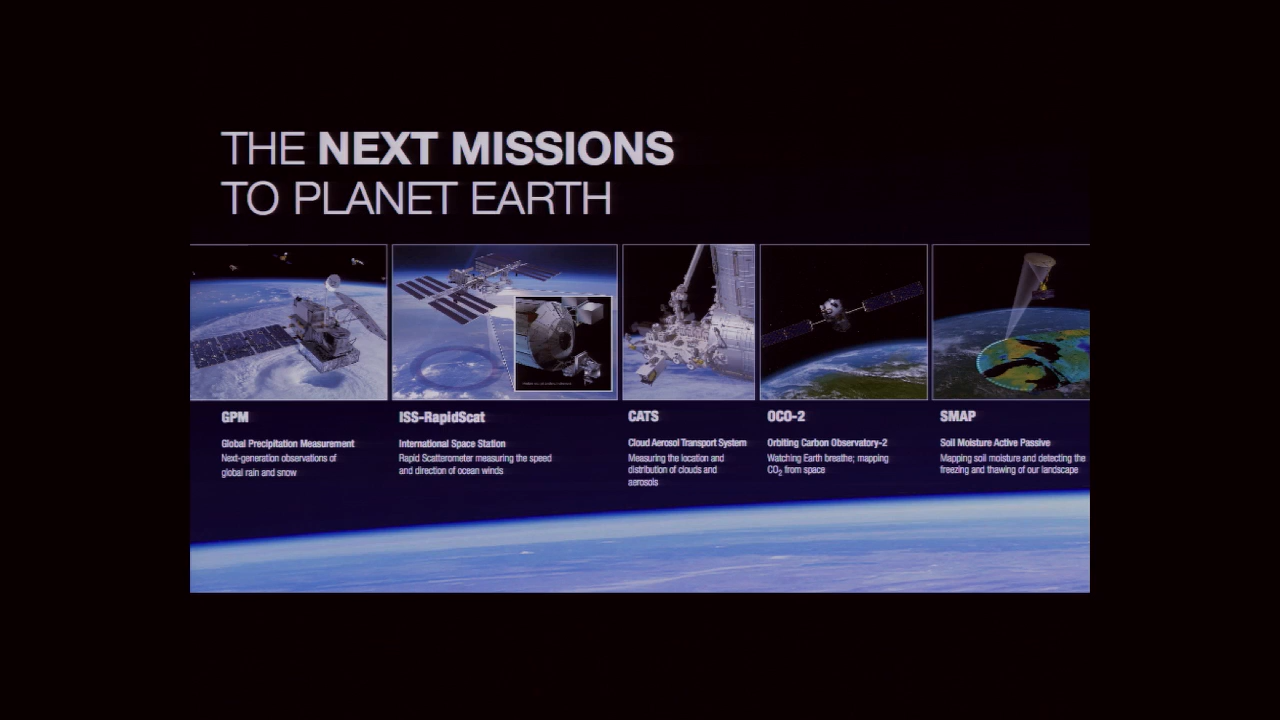 THE NEXT MISSIONS
TO PLANET EARTH
GPM
Global Precipitation Measurement
Next-generation observations of
global rain and snow
ISS-RapidScat
International Space Station
Rapid Scatterometer measuring the speed
and direction of ocean winds
CATS
Cloud Aerosol Transport System
Measuring the location and
distribution of clouds and
aerosols
OCO-2
Orbiting Carbon Observatory-2
Watching Earth breathe; mapping
CO₂ from space
SMAP
Soil Moisture Active Passive
Mapping soil moisture and detecting the
freezing and thawing of our landscape